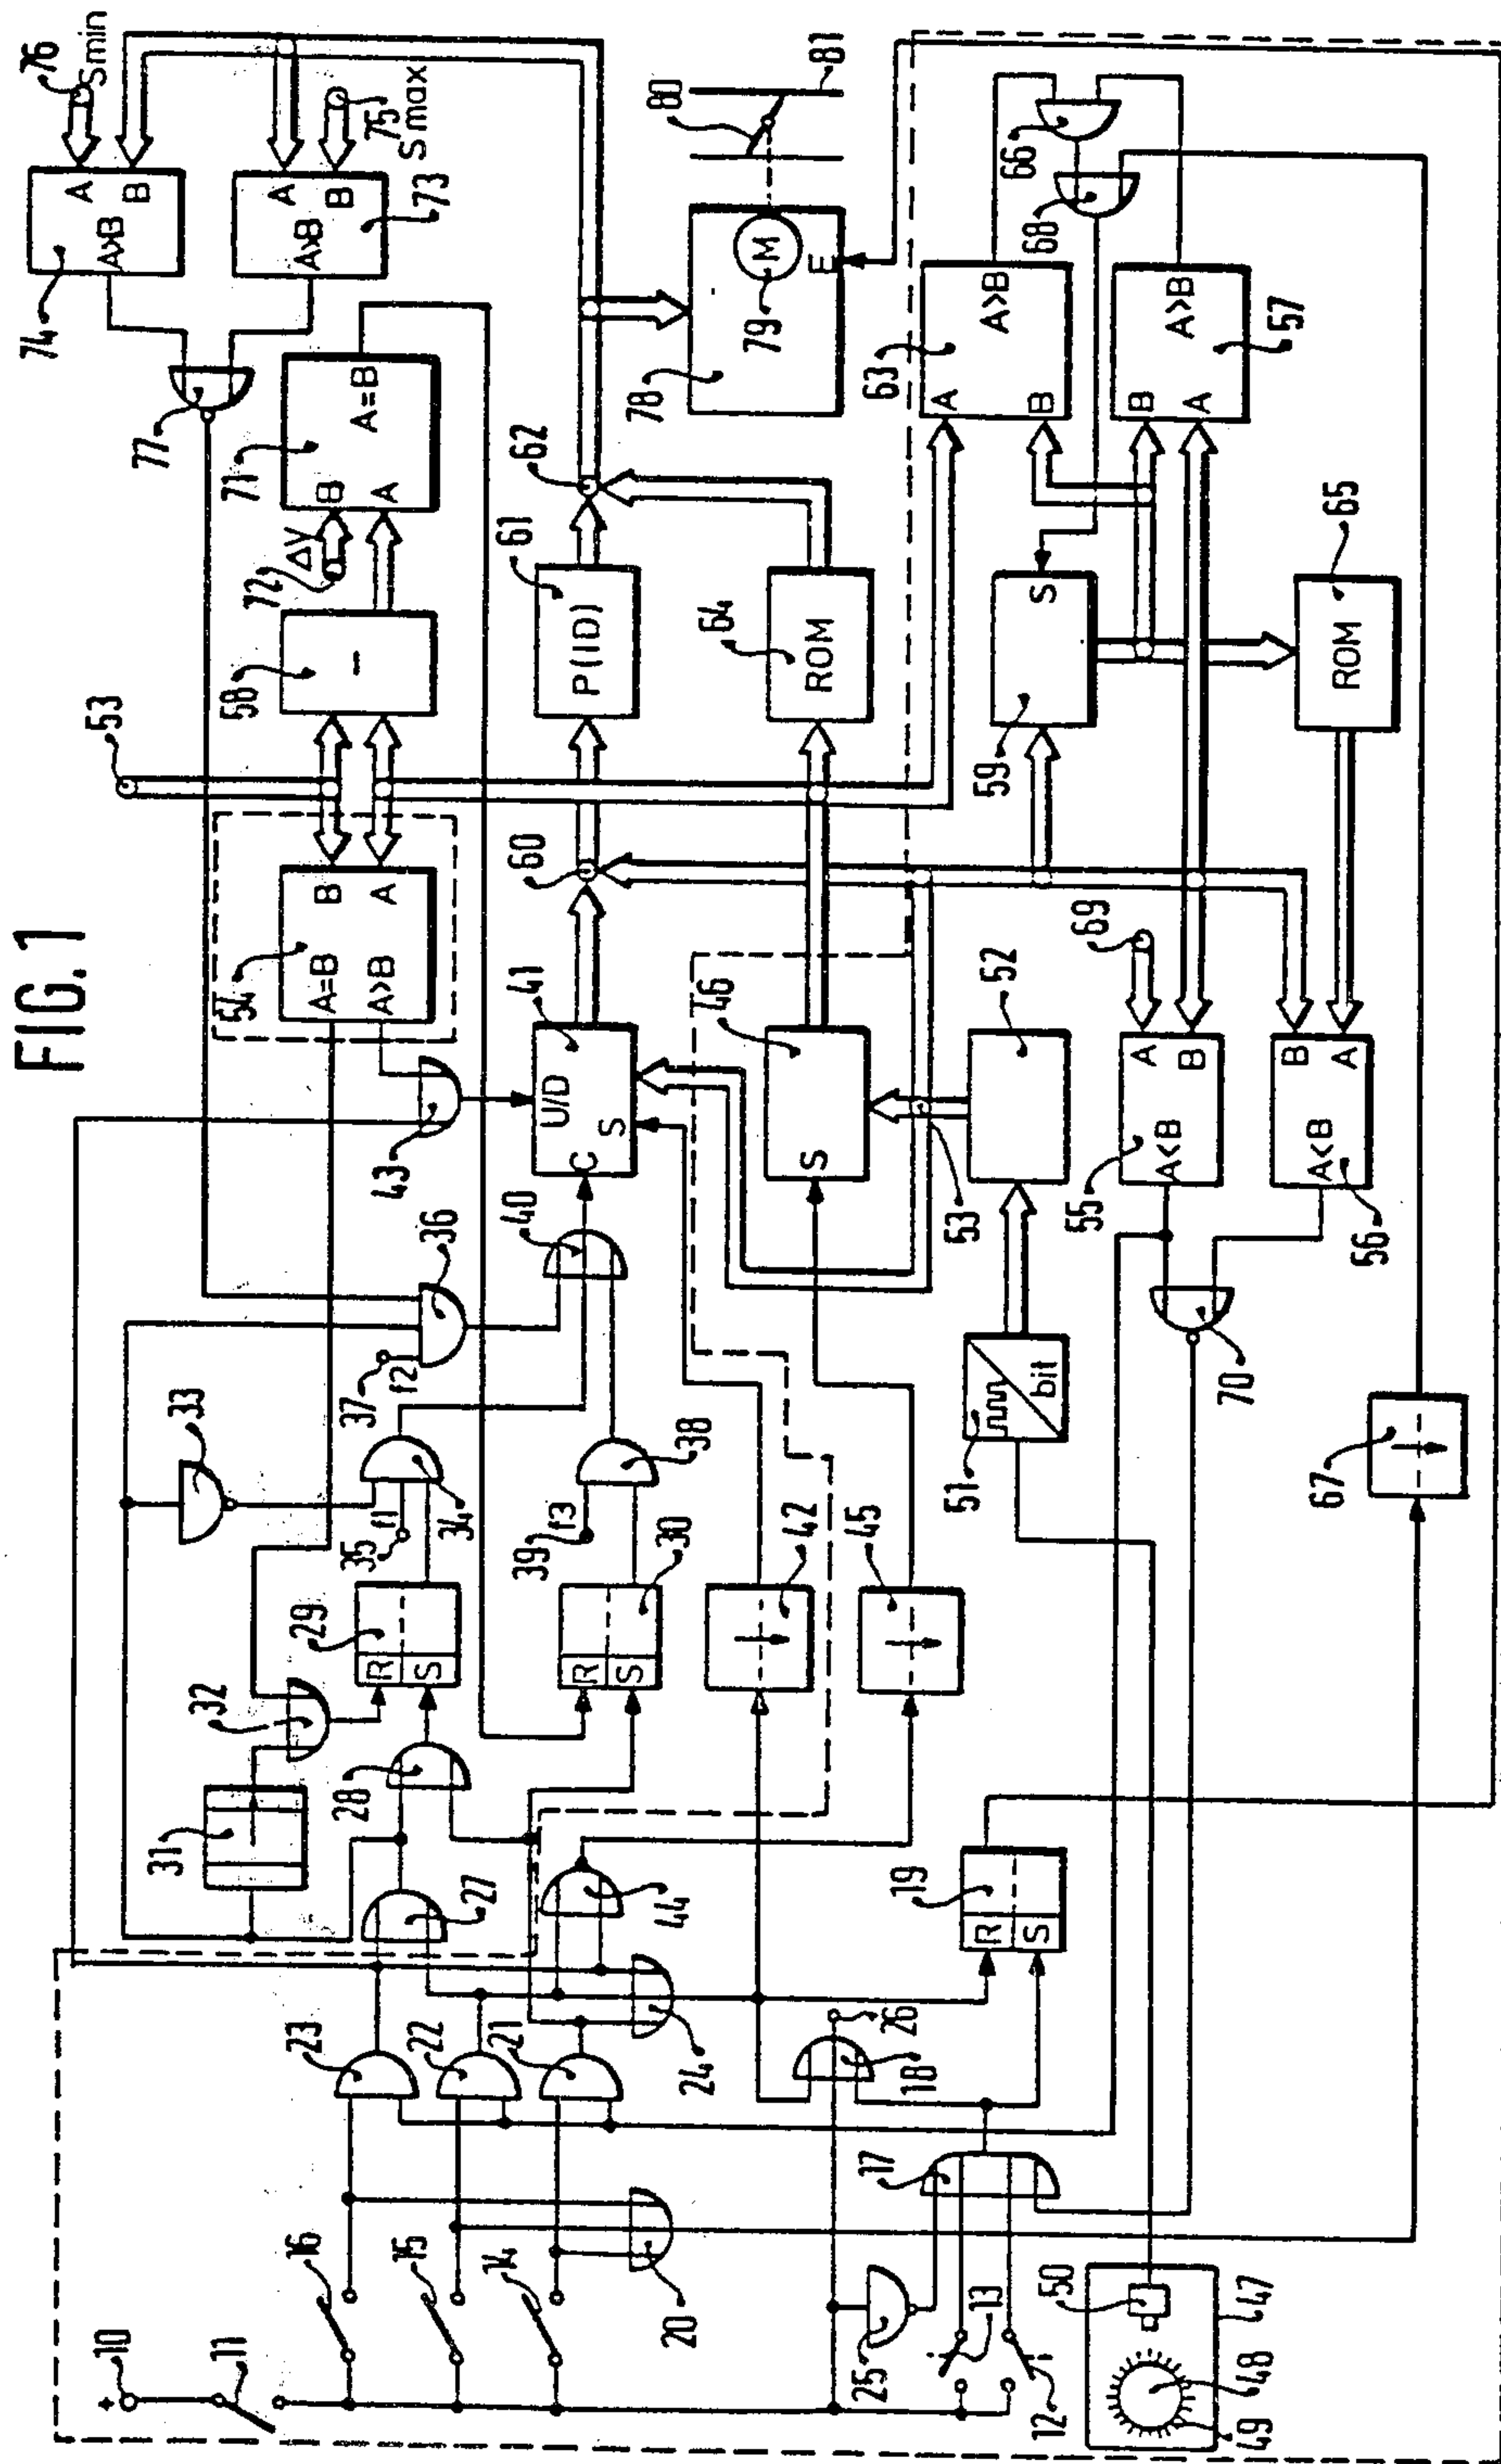 FIG. 1
76
Smin
A
B
A>B
74
75
Smax
A
B
A>B
73
77
53
54
A=B
A>B
B
A
58
–
72
ΔV
71
B
A
A=B
33
37
f2
36
43
31
32
29
R
S
35
f1
34
28
27
23
22
21
16
15
14
10
+
11
20
24
44
39
f3
38
30
R
S
40
41
U/D
C
S
60
61
P(ID)
62
64
ROM
78
79
M
E
80
81
42
45
46
S
52
53
51
bit
19
R
S
26
18
17
25
13
12
47
48
49
50
63
A
B
A>B
66
68
57
B
A
A>B
59
S
65
ROM
69
55
A<B
A
B
56
A<B
B
A
70
67